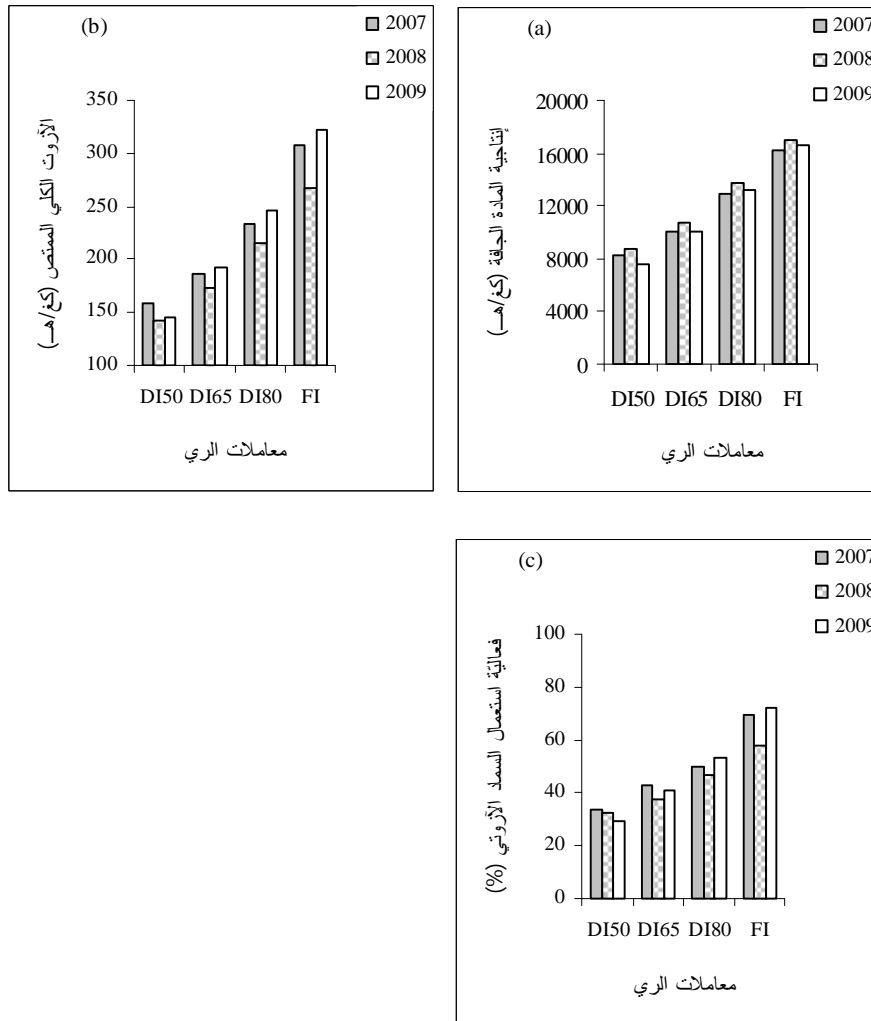 (a)
2007
2008
2009
إنتاجية المادة الجافة (كغ/هـ)
20000
16000
12000
8000
4000
0
DI50 DI65 DI80 FI
معاملات الري
(b)
2007
2008
2009
الآزوت الكلي الممتص (كغ/هـ)
350
300
250
200
150
100
DI50 DI65 DI80 FI
معاملات الري
(c)
2007
2008
2009
فعالية استعمال السماد الآزوتي (%)
100
80
60
40
20
0
DI50 DI65 DI80 FI
معاملات الري